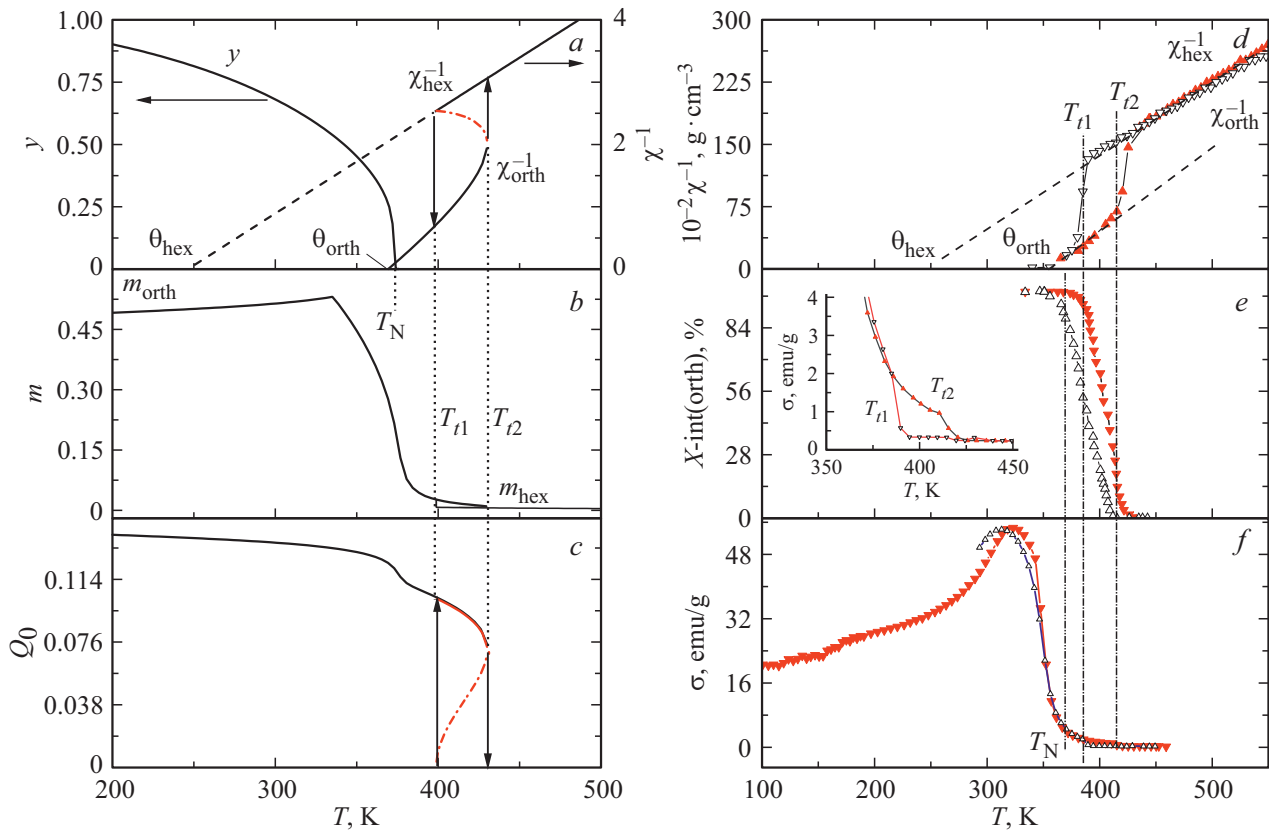 1.00
0.75
0.50
0.25
0
y
y
a
4
2
0
χ⁻¹
χ⁻¹hex
χ⁻¹orth
θhex
θorth
TN
0.45
0.30
0.15
0
m
morth
b
Tt1
Tt2
mhex
0.114
0.076
0.038
0
Q0
c
200 300 400 500
T, K
300
225
150
75
0
10⁻² χ⁻¹, g · cm⁻³
χ⁻¹hex
d
Tt1
Tt2
χ⁻¹orth
θhex
θorth
84
56
28
0
X-int(orth), %
e
4
3
2
1
0
σ, emu/g
Tt1
Tt2
350 400 450
T, K
48
32
16
0
σ, emu/g
f
TN
100 200 300 400 500
T, K